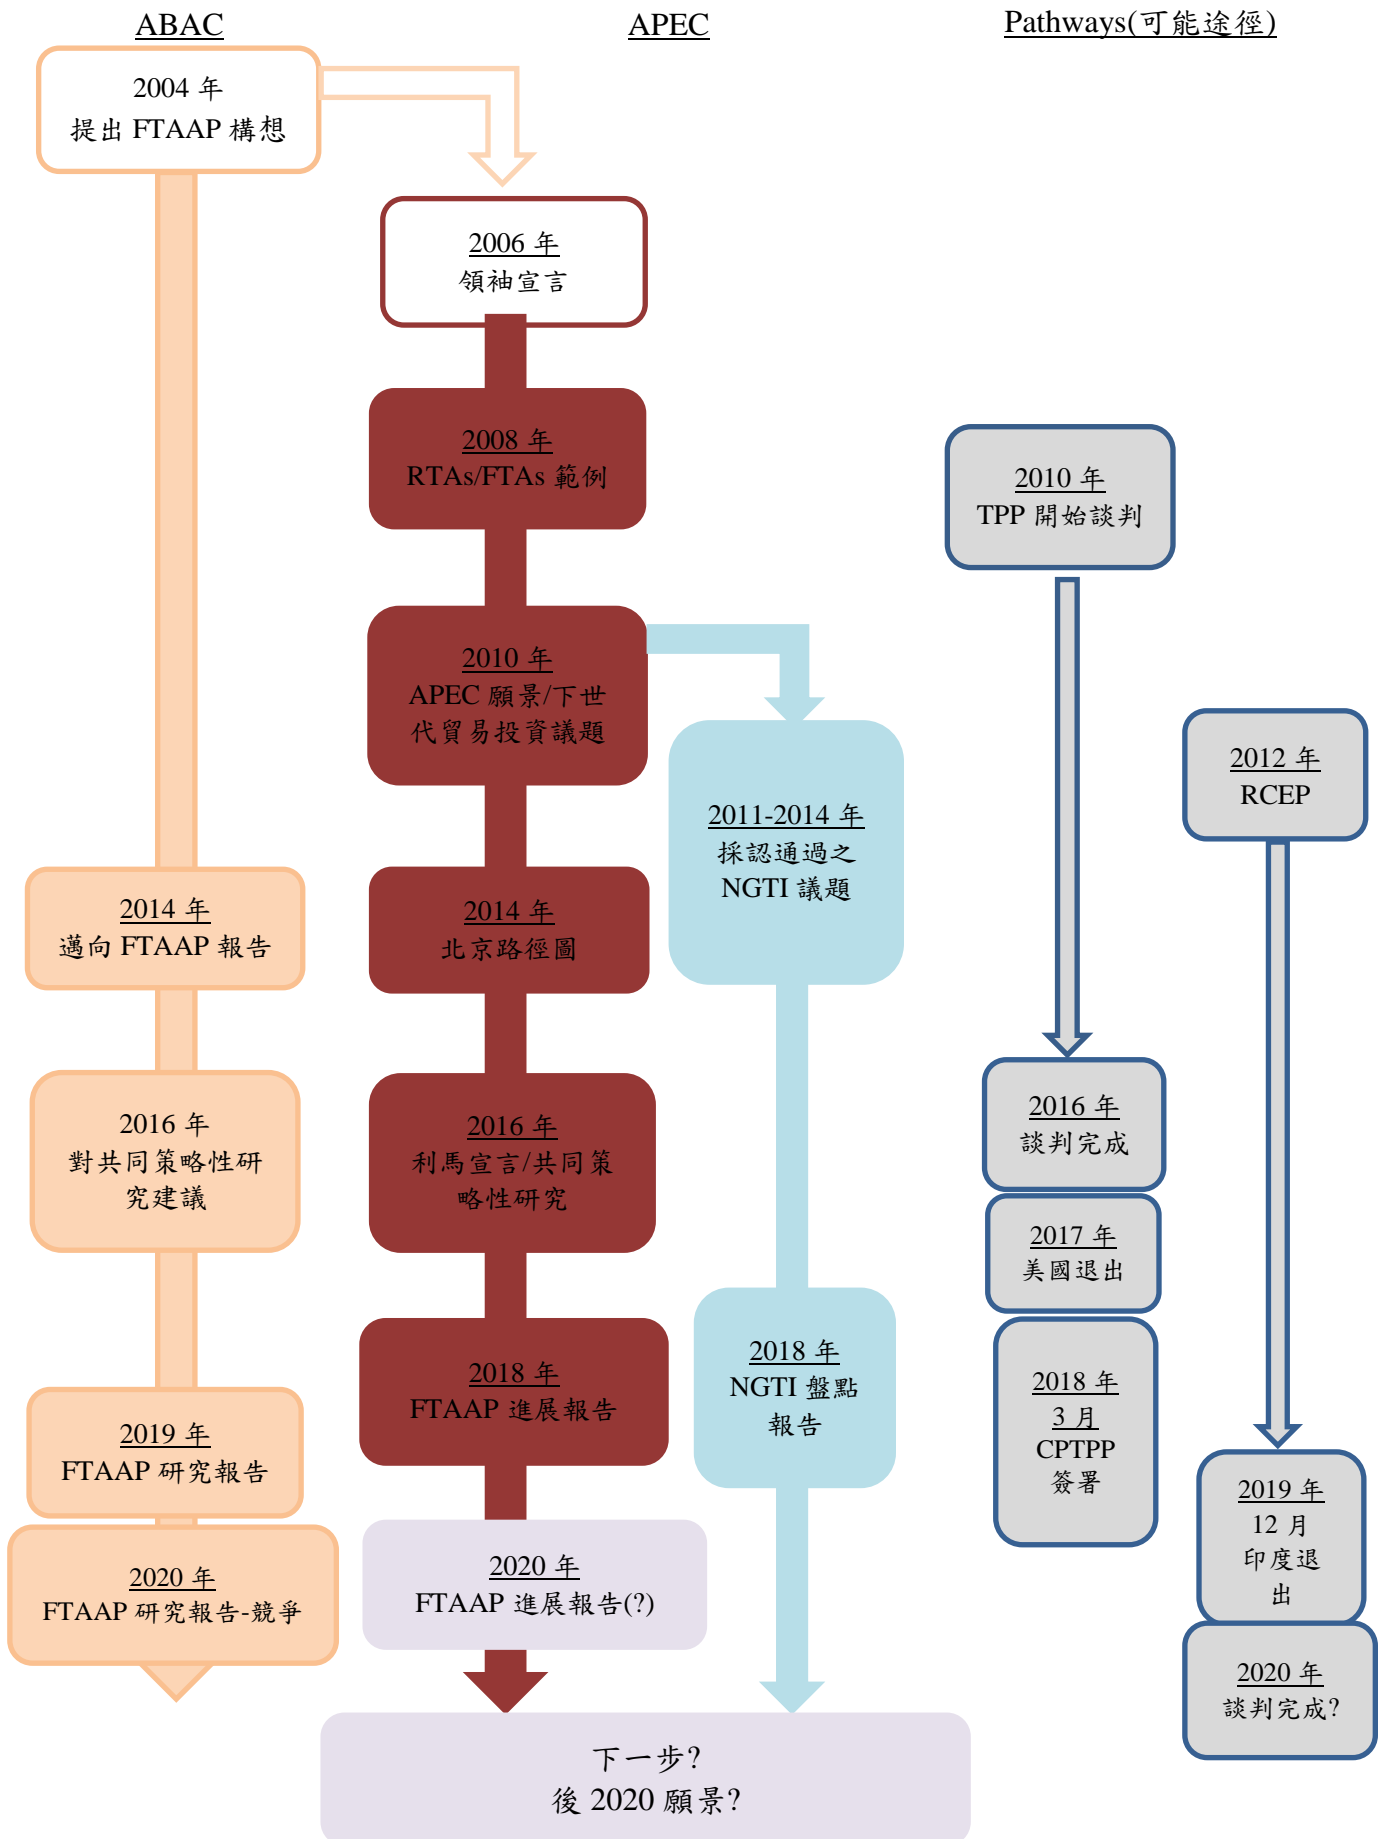 ABAC
APEC
Pathways(可能途徑)
2004 年
提出 FTAAP 構想
2006 年
領袖宣言
2008 年
RTAs/FTAs 範例
2010 年
APEC 願景/下世
代貿易投資議題
2014 年
北京路徑圖
2016 年
利馬宣言/共同策
略性研究
2018 年
FTAAP 進展報告
2020 年
FTAAP 進展報告(?)
2011-2014 年
採認通過之
NGTI 議題
2018 年
NGTI 盤點
報告
下一步?
後 2020 願景?
2014 年
邁向 FTAAP 報告
2016 年
對共同策略性研
究建議
2019 年
FTAAP 研究報告
2020 年
FTAAP 研究報告-競爭
2010 年
TPP 開始談判
2016 年
談判完成
2017 年
美國退出
2018 年
3 月
CPTPP
簽署
2012 年
RCEP
2019 年
12 月
印度退
出
2020 年
談判完成?